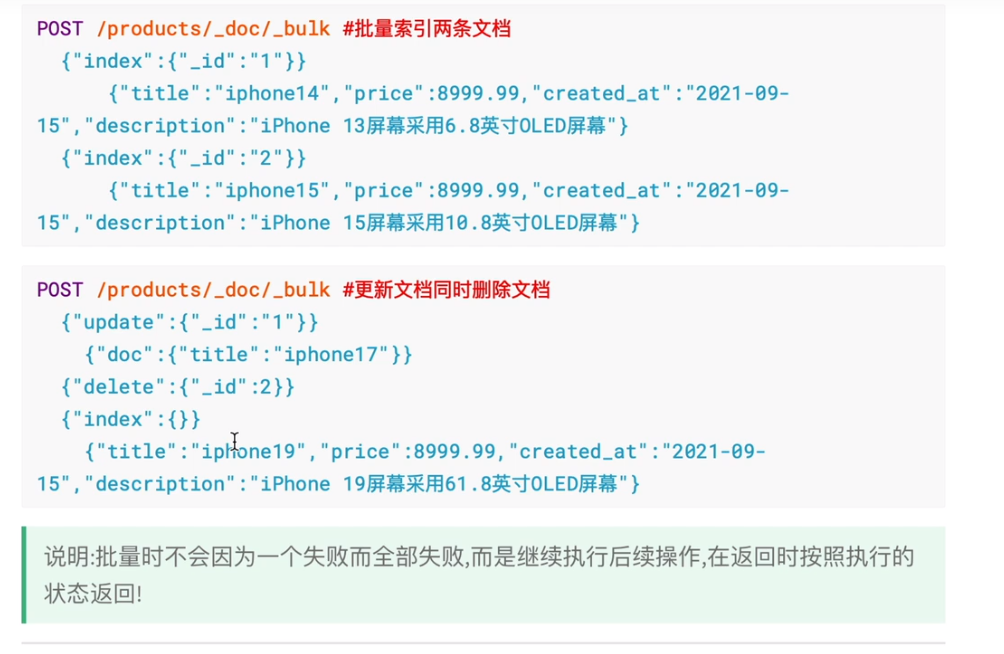 POST /products/_doc/_bulk #批量索引两条文档
{"index":{"_id":"1"}}
{"title":"iphone14","price":8999.99,"created_at":"2021-09-
15","description":"iPhone 13屏幕采用6.8英寸OLED屏幕"}
{"index":{"_id":"2"}}
{"title":"iphone15","price":8999.99,"created_at":"2021-09-
15","description":"iPhone 15屏幕采用10.8英寸OLED屏幕"}
POST /products/_doc/_bulk #更新文档同时删除文档
{"update":{"_id":"1"}}
{"doc":{"title":"iphone17"}}
{"delete":{"_id":2}}
{"index":{}}
{"title":"iphone19","price":8999.99,"created_at":"2021-09-
15","description":"iPhone 19屏幕采用61.8英寸OLED屏幕"}
说明:批量时不会因为一个失败而全部失败,而是继续执行后续操作,在返回时按照执行的
状态返回!